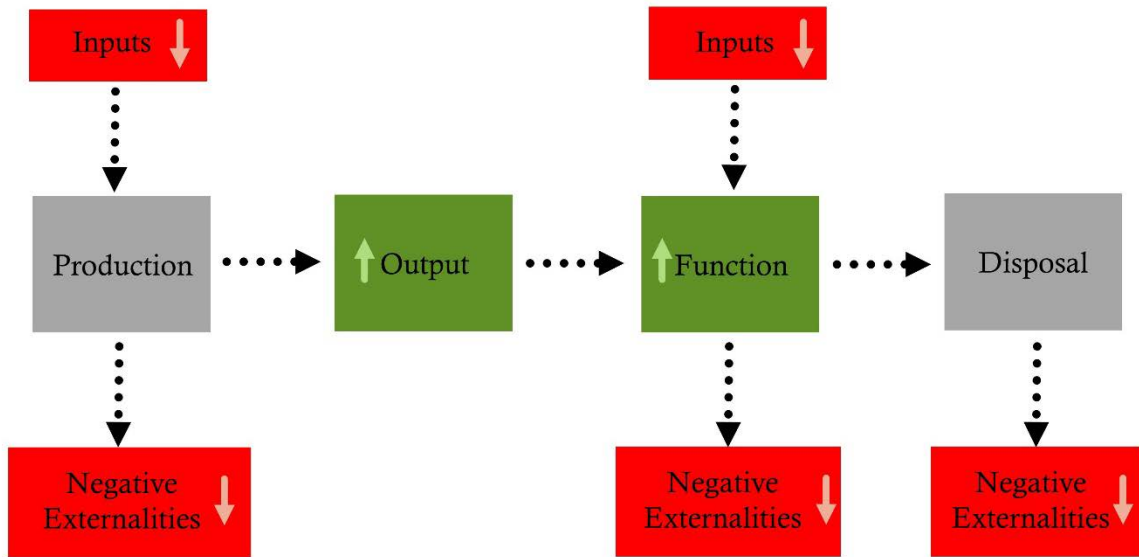 Inputs
Inputs
Production
Output
Function
Disposal
Negative
Externalities
Negative
Externalities
Negative
Externalities